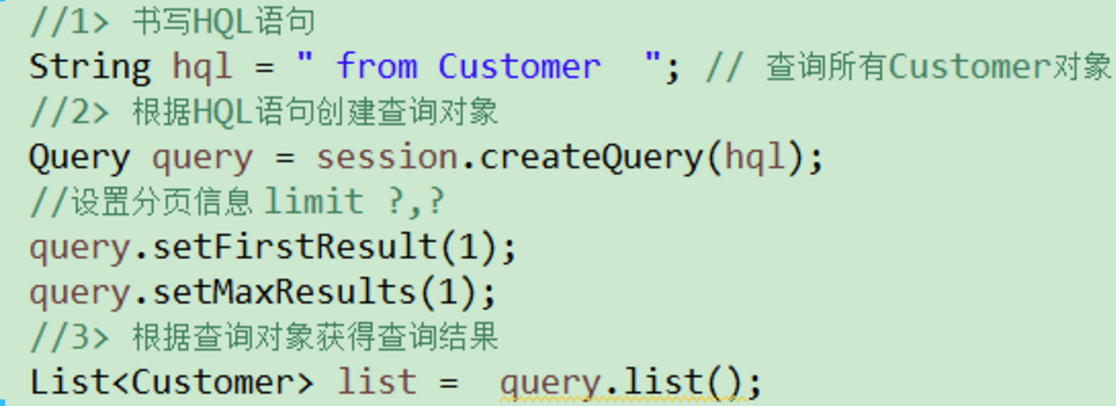 //1> 书写HQL语句
String hql = " from Customer  "; // 查询所有Customer对象
//2> 根据HQL语句创建查询对象
Query query = session.createQuery(hql);
//设置分页信息 limit ?,?
query.setFirstResult(1);
query.setMaxResults(1);
//3> 根据查询对象获得查询结果
List<Customer> list =  query.list();